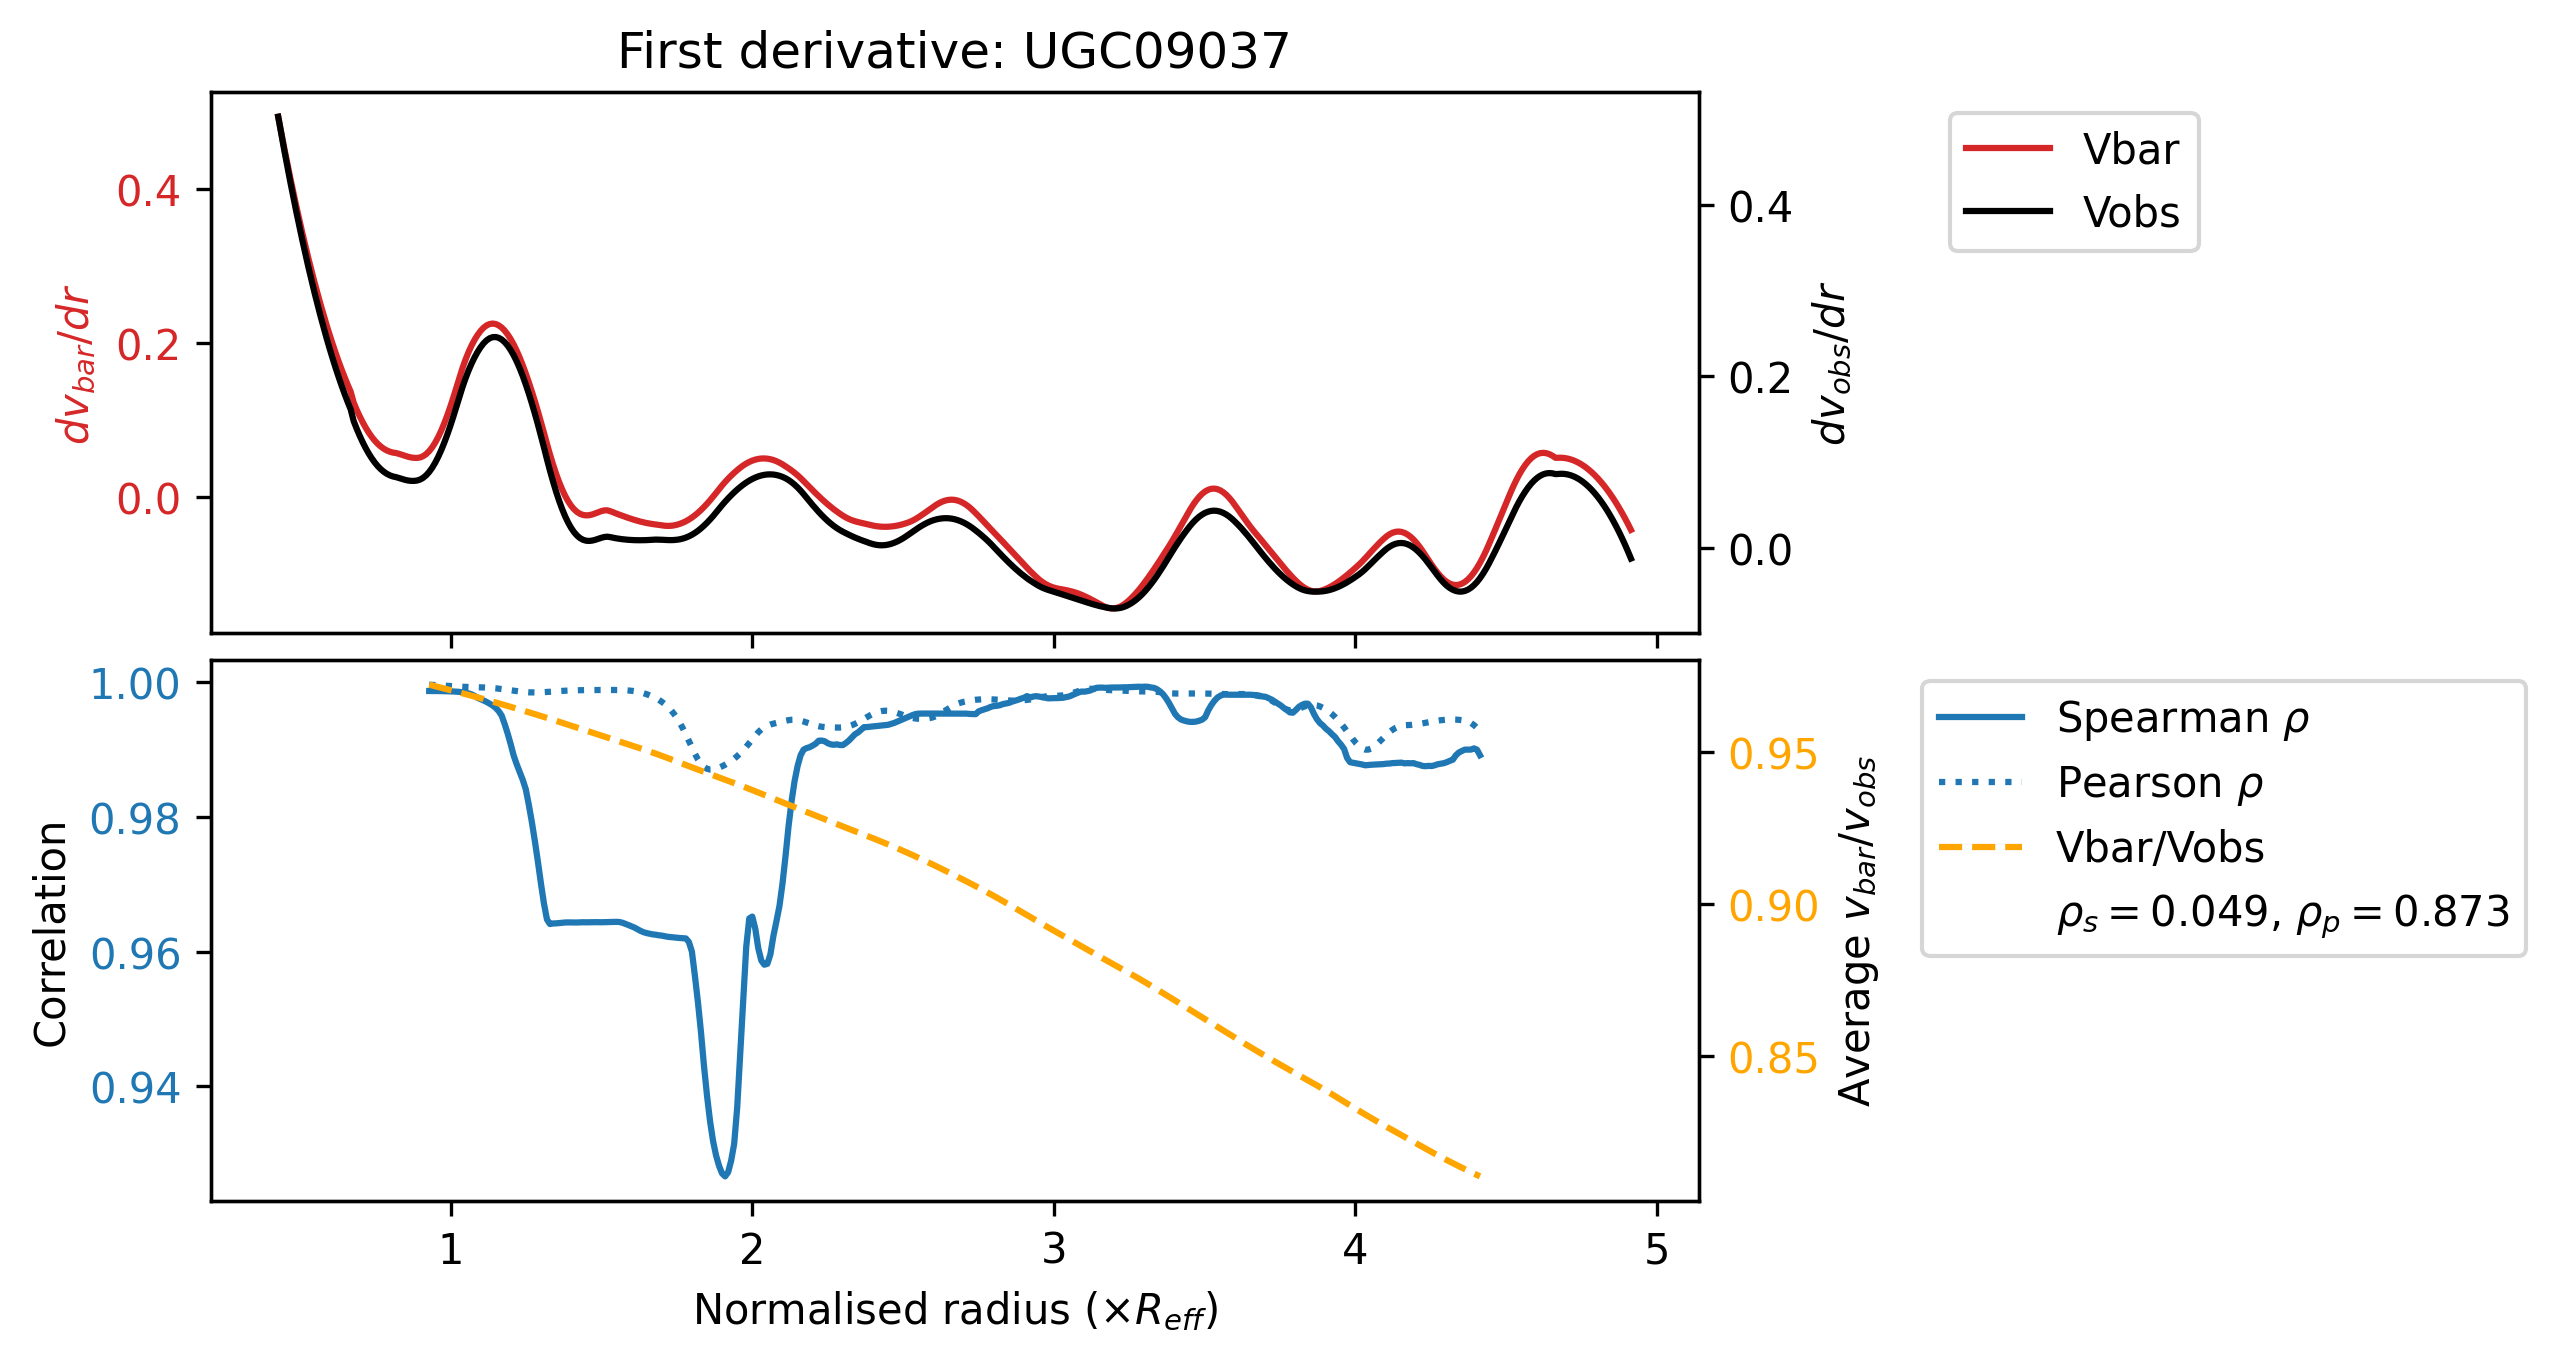 First derivative: UGC09037
0.4
0.2
0.0
dv_bar/dr
0.4
0.2
0.0
dv_obs/dr
Vbar
Vobs
1.00
0.98
0.96
0.94
Correlation
0.95
0.90
0.85
Average v_bar/v_obs
Spearman ρ
Pearson ρ
Vbar/Vobs
ρ_s = 0.049, ρ_p = 0.873
1 2 3 4 5
Normalised radius (×R_eff)